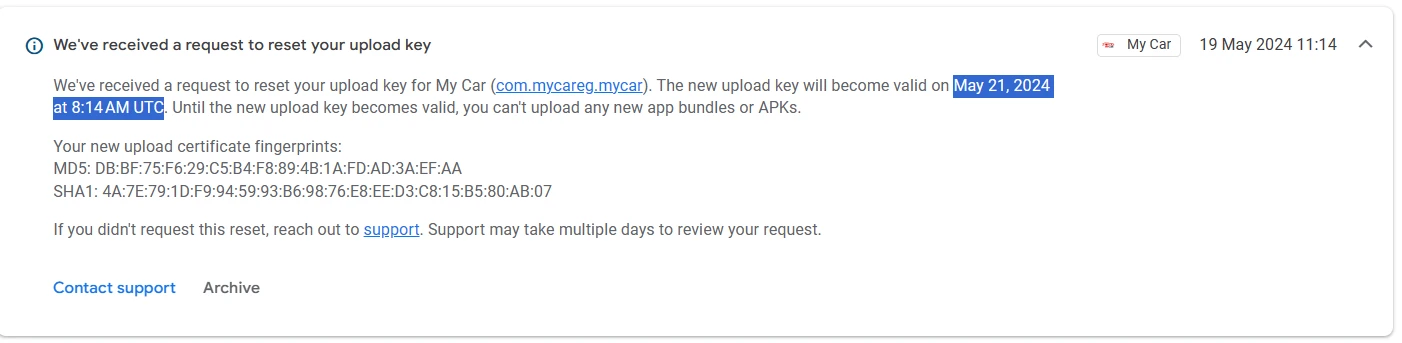 We've received a request to reset your upload key
My Car
19 May 2024 11:14
We've received a request to reset your upload key for My Car (com.mycareg.mycar). The new upload key will become valid on May 21, 2024
at 8:14 AM UTC. Until the new upload key becomes valid, you can't upload any new app bundles or APKs.
Your new upload certificate fingerprints:
MD5: DB:BF:75:F6:29:C5:B4:F8:89:4B:1A:FD:AD:3A:EF:AA
SHA1: 4A:7E:79:1D:F9:94:59:93:B6:98:76:E8:EE:D3:C8:15:B5:80:AB:07
If you didn't request this reset, reach out to support. Support may take multiple days to review your request.
Contact support
Archive